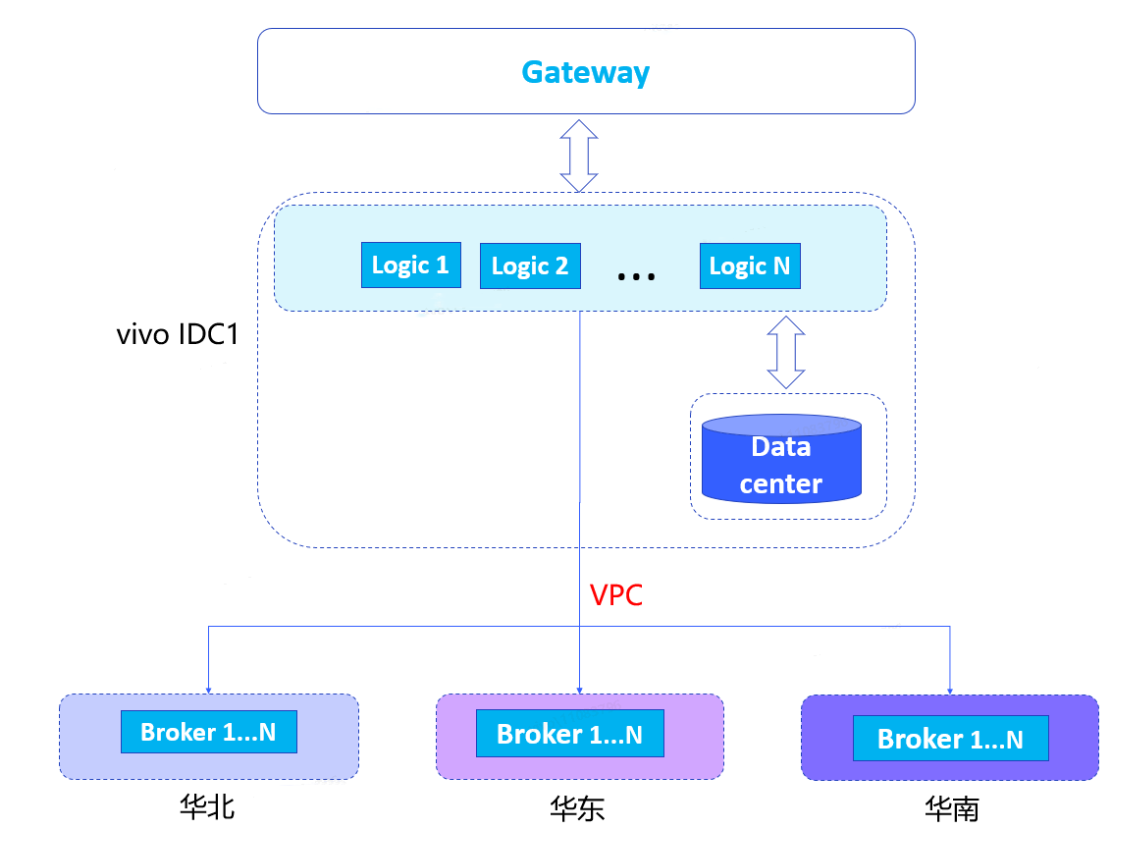 Gateway
Logic 1
Logic 2
...
Logic N
vivo IDC1
Data
center
VPC
Broker 1...N
Broker 1...N
Broker 1...N
华北
华东
华南